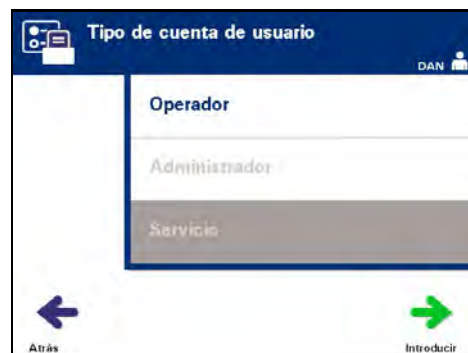 Tipo de cuenta de usuario
DAN
Operador
Administrador
Servicio
Atrás
Introducir